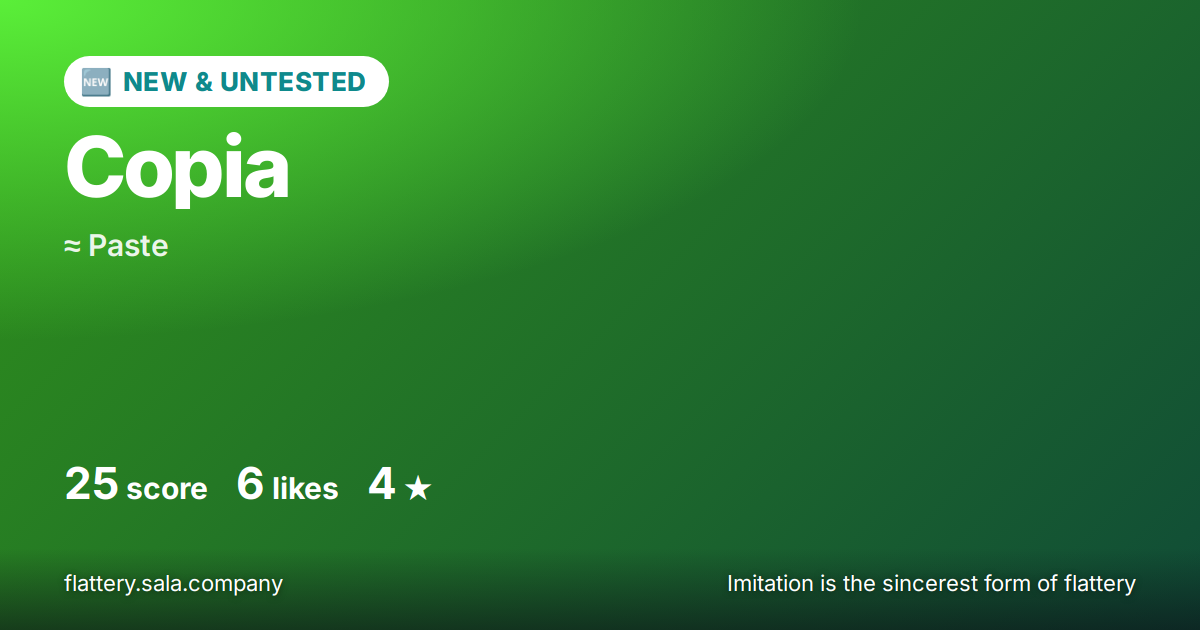 🆕 NEW & UNTESTED
Copia
≈ Paste
25 score 6 likes 4 ★
flattery.sala.company
Imitation is the sincerest form of flattery